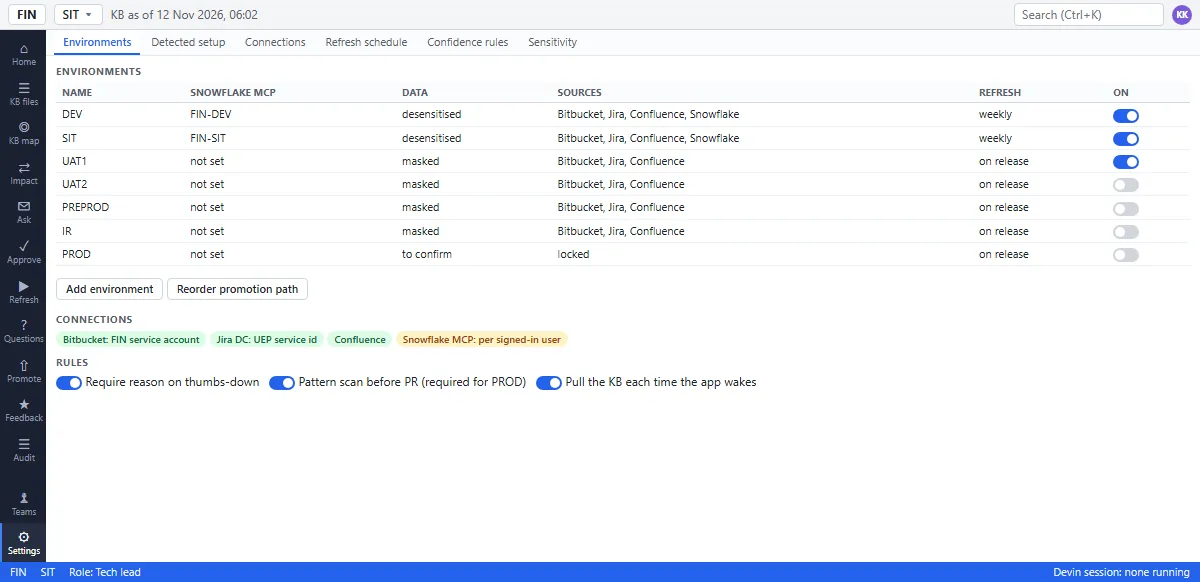 FIN SIT KB as of 12 Nov 2026, 06:02 Search (Ctrl+K) KK
Home
KB files
KB map
Impact
Ask
Approve
Refresh
Questions
Promote
Feedback
Audit
Teams
Settings
Environments Detected setup Connections Refresh schedule Confidence rules Sensitivity
ENVIRONMENTS
NAME SNOWFLAKE MCP DATA SOURCES REFRESH ON
DEV FIN-DEV desensitised Bitbucket, Jira, Confluence, Snowflake weekly
SIT FIN-SIT desensitised Bitbucket, Jira, Confluence, Snowflake weekly
UAT1 not set masked Bitbucket, Jira, Confluence on release
UAT2 not set masked Bitbucket, Jira, Confluence on release
PREPROD not set masked Bitbucket, Jira, Confluence on release
IR not set masked Bitbucket, Jira, Confluence on release
PROD not set to confirm locked on release
Add environment Reorder promotion path
CONNECTIONS
Bitbucket: FIN service account Jira DC: UEP service id Confluence Snowflake MCP: per signed-in user
RULES
Require reason on thumbs-down Pattern scan before PR (required for PROD) Pull the KB each time the app wakes
FIN SIT Role: Tech lead Devin session: none running